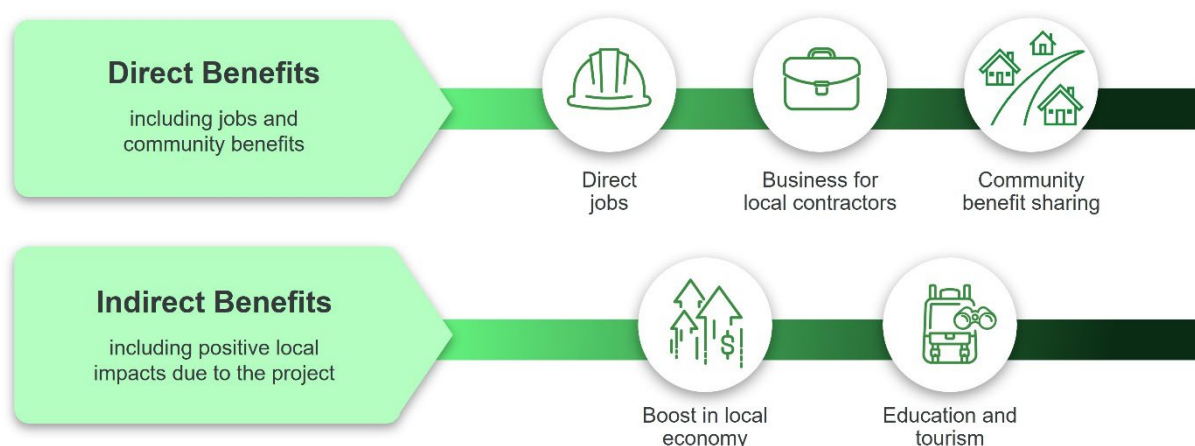 Direct Benefits
including jobs and
community benefits
Direct
jobs
Business for
local contractors
Community
benefit sharing
Indirect Benefits
including positive local
impacts due to the project
$
Boost in local
economy
Education and
tourism